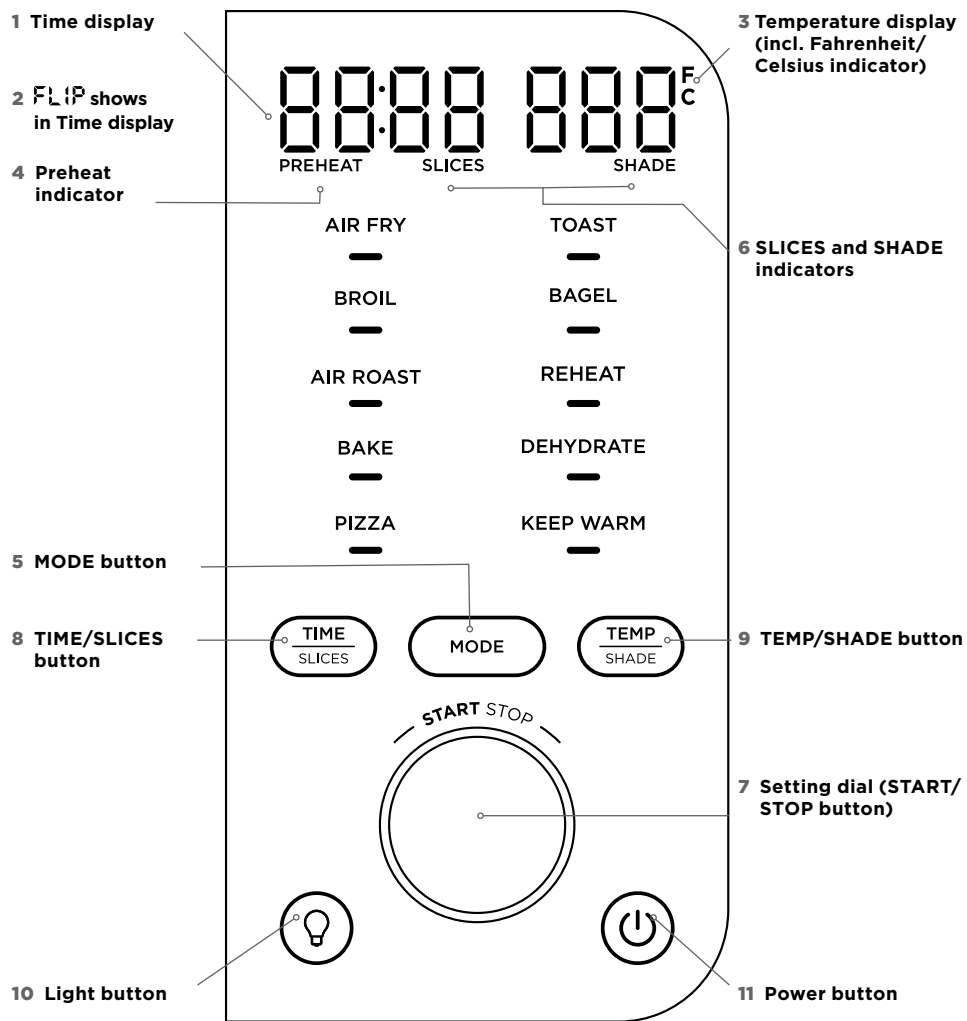 1 Time display
2 FLIP shows
in Time display
4 Preheat
indicator
5 MODE button
8 TIME/SLICES
button
10 Light button
88:88 888
F
C
PREHEAT SLICES SHADE
AIR FRY TOAST
BROIL BAGEL
AIR ROAST REHEAT
BAKE DEHYDRATE
PIZZA KEEP WARM
TIME
SLICES
MODE
TEMP
SHADE
START STOP
3 Temperature display
(incl. Fahrenheit/
Celsius indicator)
6 SLICES and SHADE
indicators
9 TEMP/SHADE button
7 Setting dial (START/
STOP button)
11 Power button